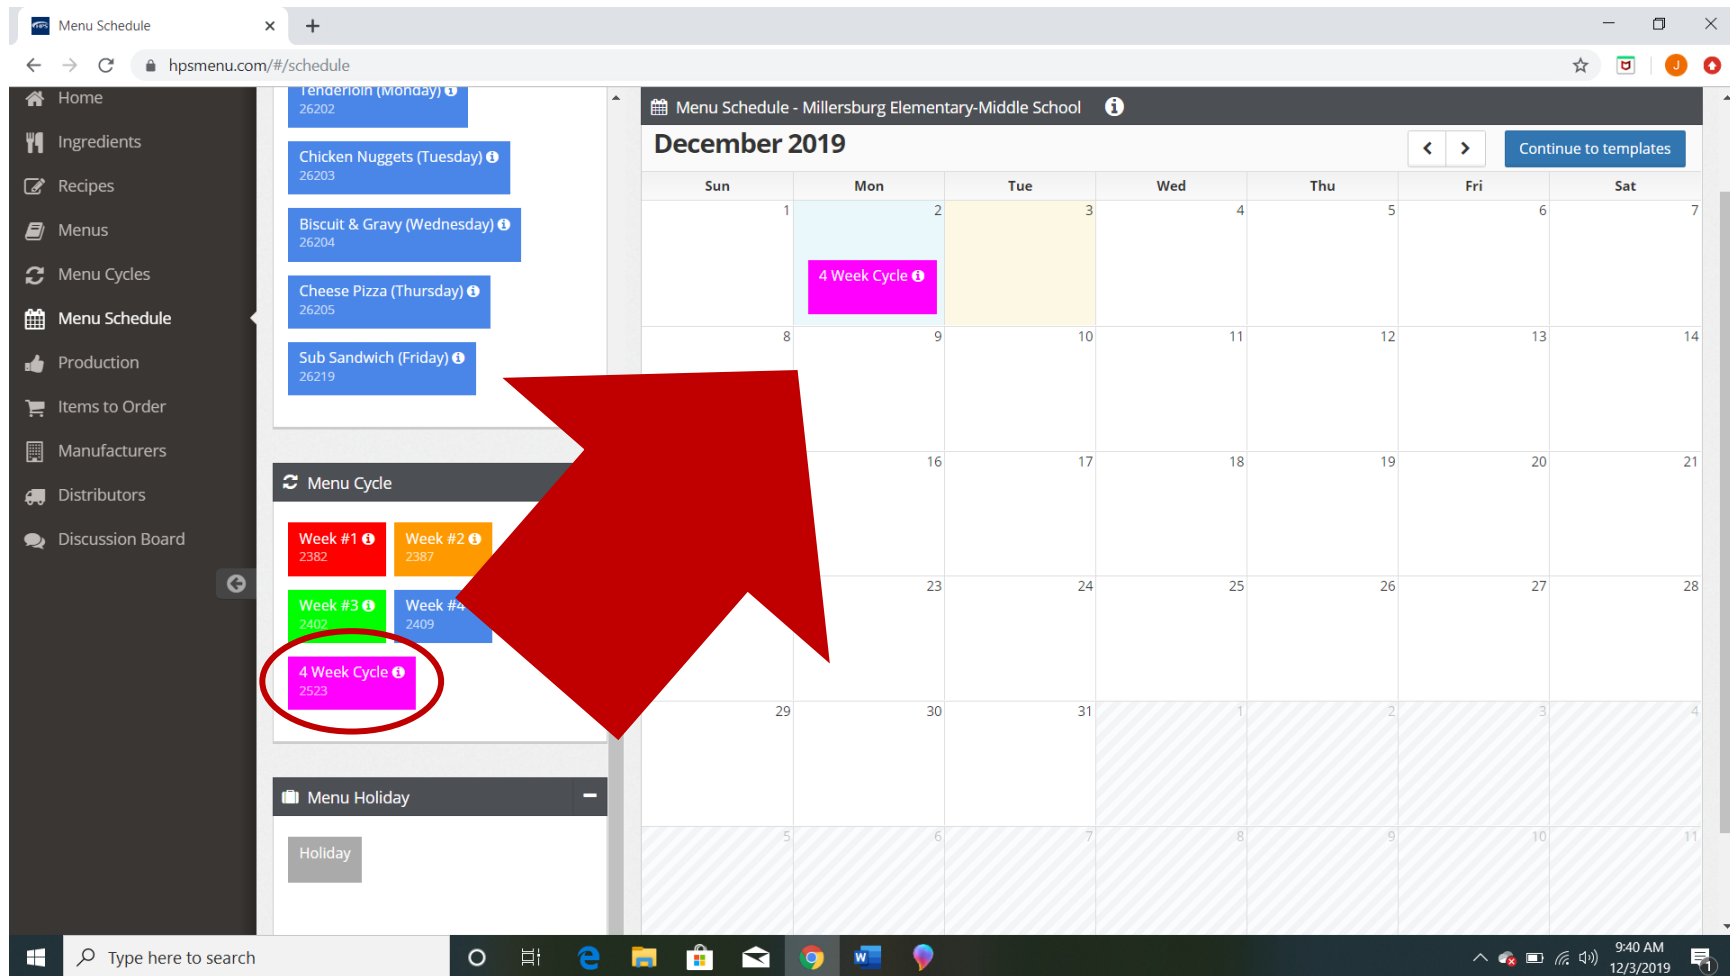 Menu Schedule
hpsmenu.com/#/schedule
J
Home
Ingredients
Recipes
Menus
Menu Cycles
Menu Schedule
Production
Items to Order
Manufacturers
Distributors
Discussion Board
Tenderloin (Monday)
26202
Chicken Nuggets (Tuesday)
26203
Biscuit & Gravy (Wednesday)
26204
Cheese Pizza (Thursday)
26205
Sub Sandwich (Friday)
26219
Menu Cycle
Week #1
2382
Week #2
2387
Week #3
2402
Week #4
2409
4 Week Cycle
2523
Menu Holiday
Holiday
Menu Schedule - Millersburg Elementary-Middle School
December 2019
Continue to templates
Sun Mon Tue Wed Thu Fri Sat
1 2 3 4 5 6 7
4 Week Cycle
8 9 10 11 12 13 14
16 17 18 19 20 21
23 24 25 26 27 28
29 30 31 1 2 3 4
5 6 7 8 9 10 11
Type here to search
9:40 AM
12/3/2019
1